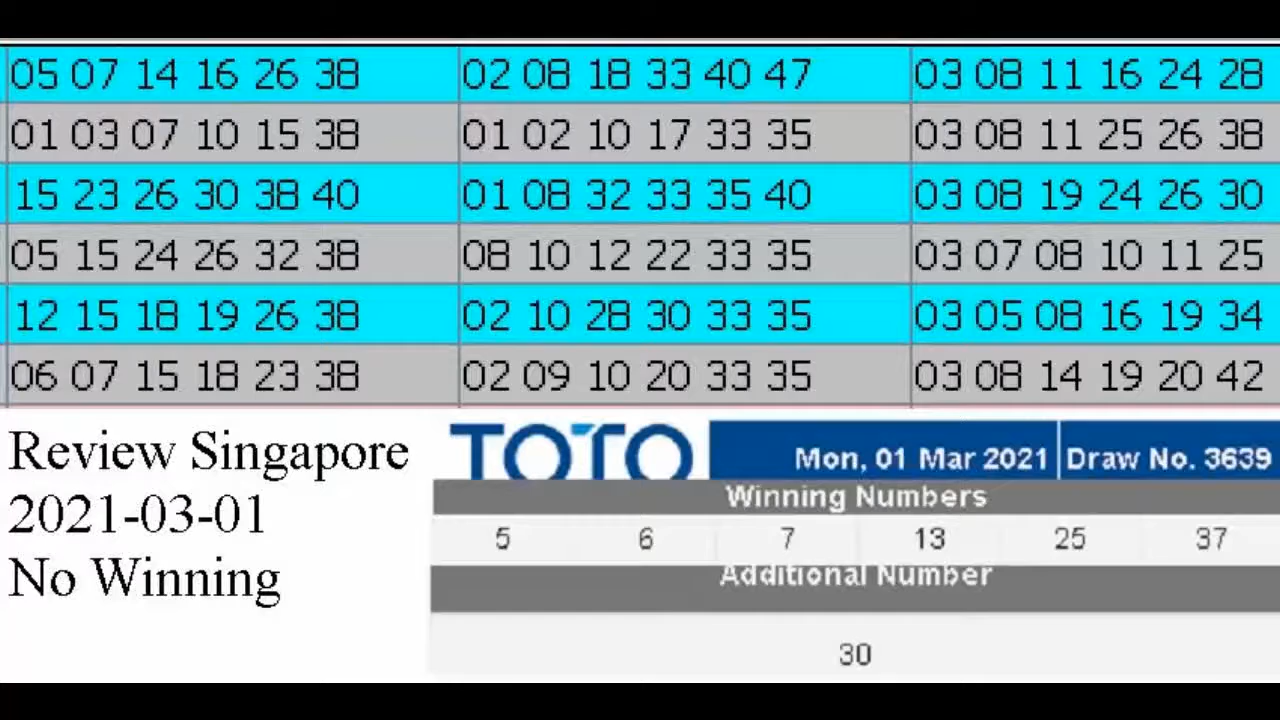 05 07 14 16 26 38 02 08 18 33 40 47 03 08 11 16 24 28
01 03 07 10 15 38 01 02 10 17 33 35 03 08 11 25 26 38
15 23 26 30 38 40 01 08 32 33 35 40 03 08 19 24 26 30
05 15 24 26 32 38 08 10 12 22 33 35 03 07 08 10 11 25
12 15 18 19 26 38 02 10 28 30 33 35 03 05 08 16 19 34
06 07 15 18 23 38 02 09 10 20 33 35 03 08 14 19 20 42
Review Singapore
2021-03-01
No Winning
TOTO Mon, 01 Mar 2021 Draw No. 3639
Winning Numbers
5 6 7 13 25 37
Additional Number
30